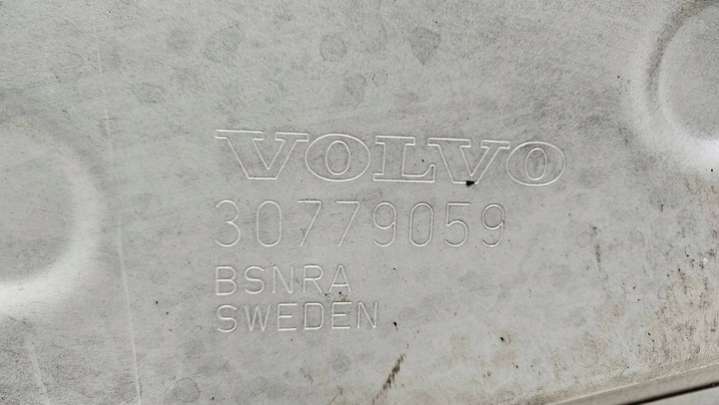 VOLVO
30779059
BSNRA
SWEDEN